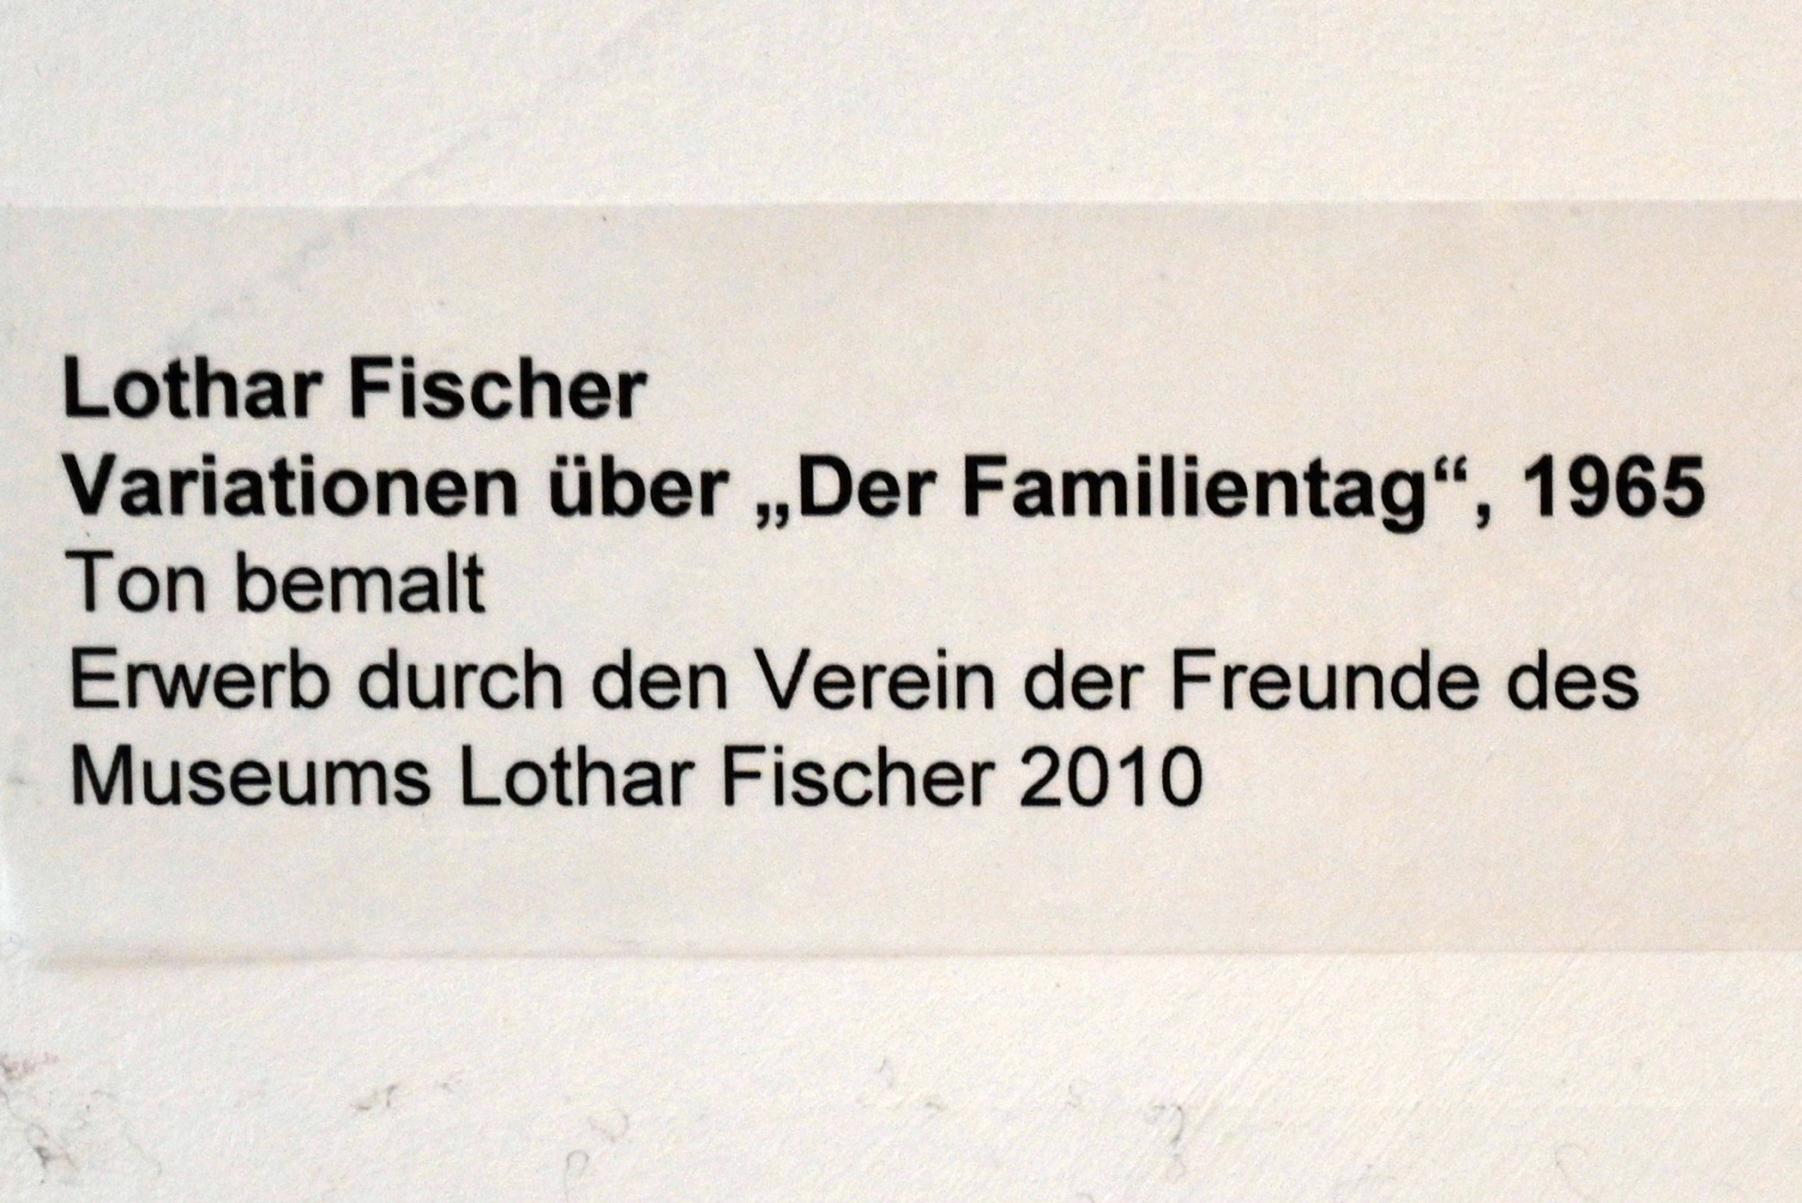 Lothar Fischer
Variationen über „Der Familientag“, 1965
Ton bemalt
Erwerb durch den Verein der Freunde des
Museums Lothar Fischer 2010